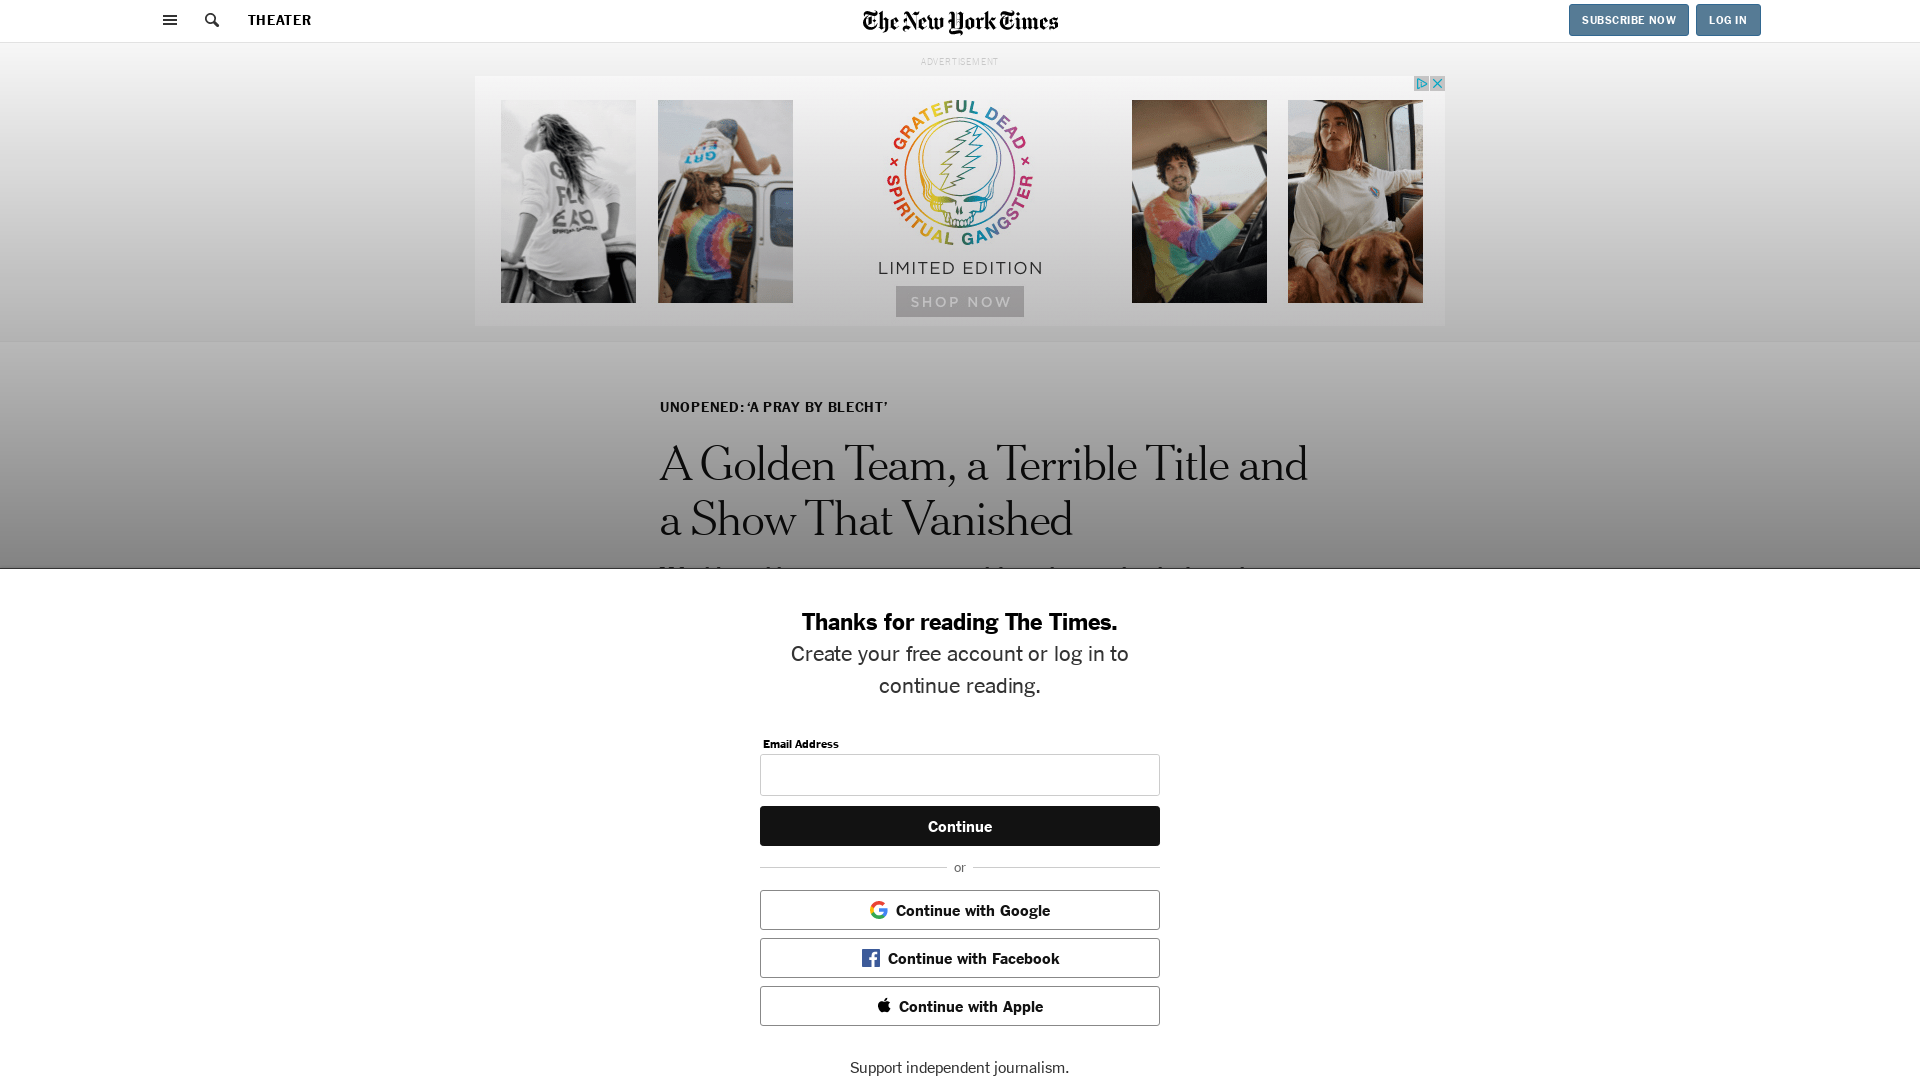 THEATER
The New York Times
SUBSCRIBE NOW
LOG IN
ADVERTISEMENT
GRATEFUL DEAD
SPIRITUAL GANGSTER
LIMITED EDITION
SHOP NOW
UNOPENED: ‘A PRAY BY BLECHT’
A Golden Team, a Terrible Title and
a Show That Vanished
Thanks for reading The Times.
Create your free account or log in to
continue reading.
Email Address
Continue
or
Continue with Google
Continue with Facebook
Continue with Apple
Support independent journalism.